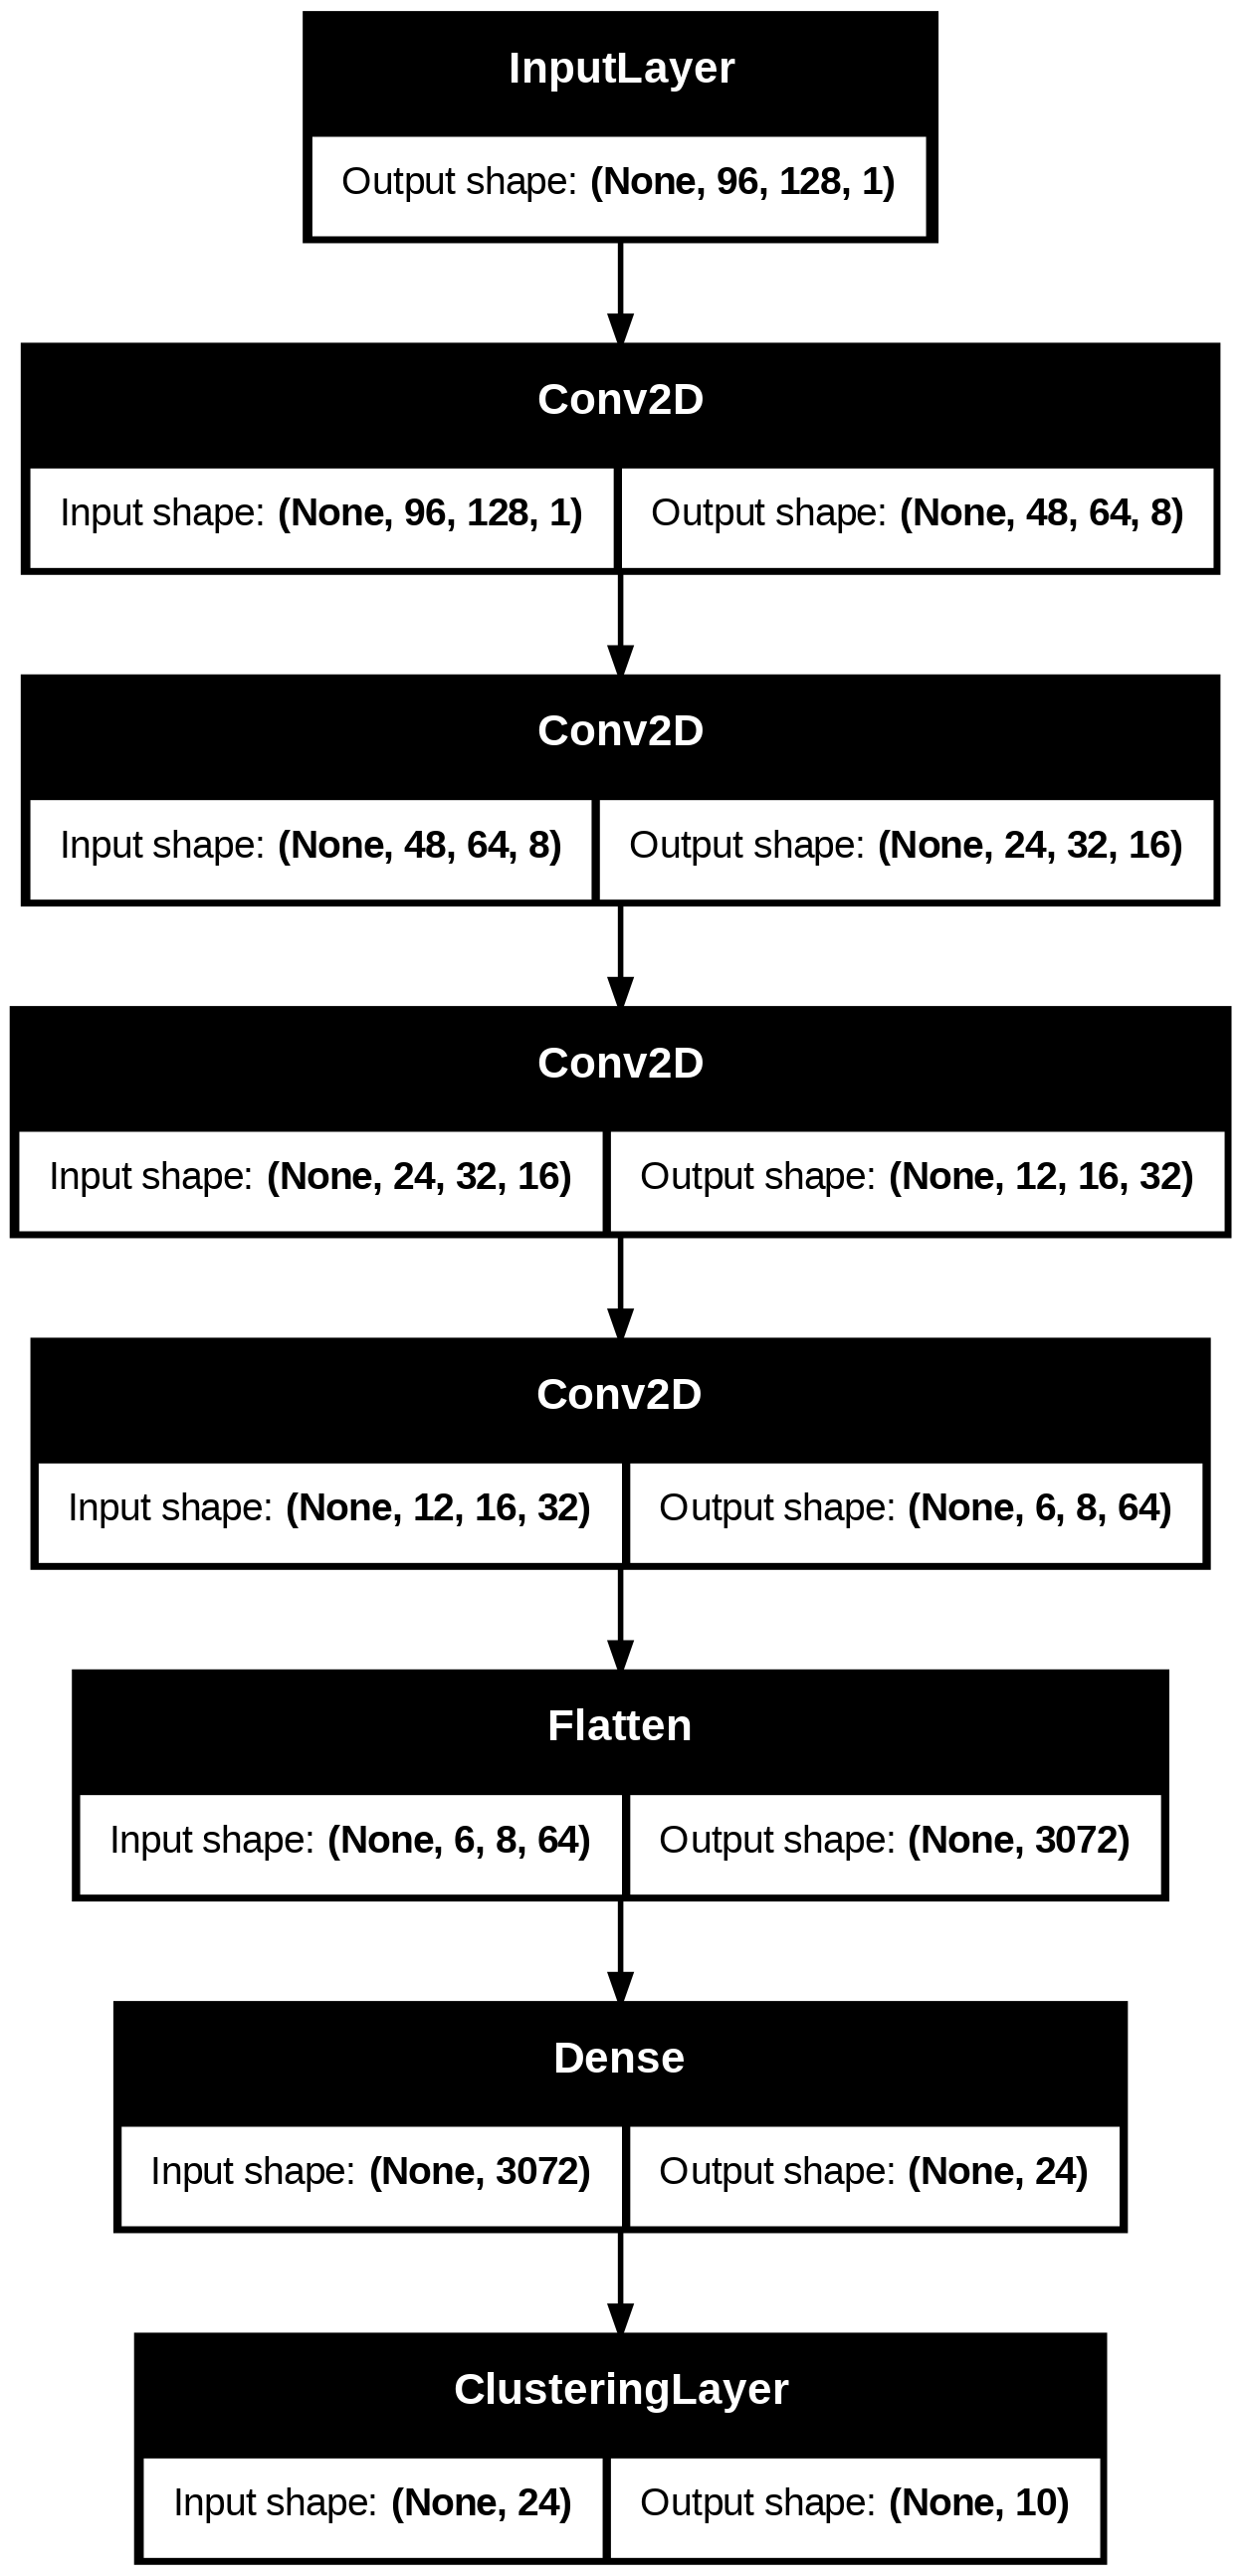 InputLayer
Output shape: (None, 96, 128, 1)
Conv2D
Input shape: (None, 96, 128, 1) Output shape: (None, 48, 64, 8)
Conv2D
Input shape: (None, 48, 64, 8) Output shape: (None, 24, 32, 16)
Conv2D
Input shape: (None, 24, 32, 16) Output shape: (None, 12, 16, 32)
Conv2D
Input shape: (None, 12, 16, 32) Output shape: (None, 6, 8, 64)
Flatten
Input shape: (None, 6, 8, 64) Output shape: (None, 3072)
Dense
Input shape: (None, 3072) Output shape: (None, 24)
ClusteringLayer
Input shape: (None, 24) Output shape: (None, 10)